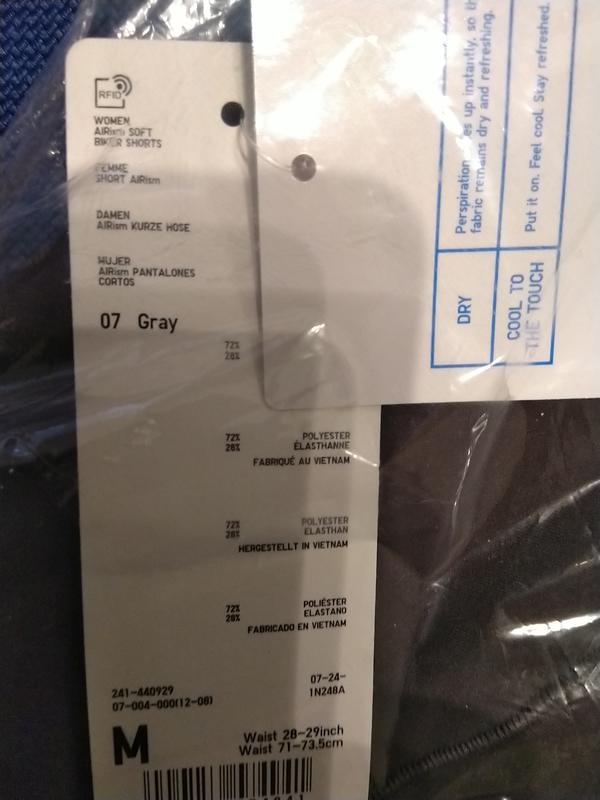 RFID
WOMEN
AIRism SOFT
BIKER SHORTS
FEMME
SHORT AIRism
DAMEN
AIRism KURZE HOSE
MUJER
AIRism PANTALONES
CORTOS
07 Gray
72%
28%
72% POLYESTER
28% ÉLASTHANNE
FABRIQUÉ AU VIETNAM
72% POLYESTER
28% ELASTHAN
HERGESTELLT IN VIETNAM
72% POLIÉSTER
28% ELASTANO
FABRICADO EN VIETNAM
241-440929
07-004-000(12-08)
07-24-
1N248A
M
Waist 28-29inch
Waist 71-73.5cm
DRY
Perspiration up instantly, so
fabric remains dry and refreshing.
COOL TO
THE TOUCH
Put it on. Feel cool. Stay refreshed.